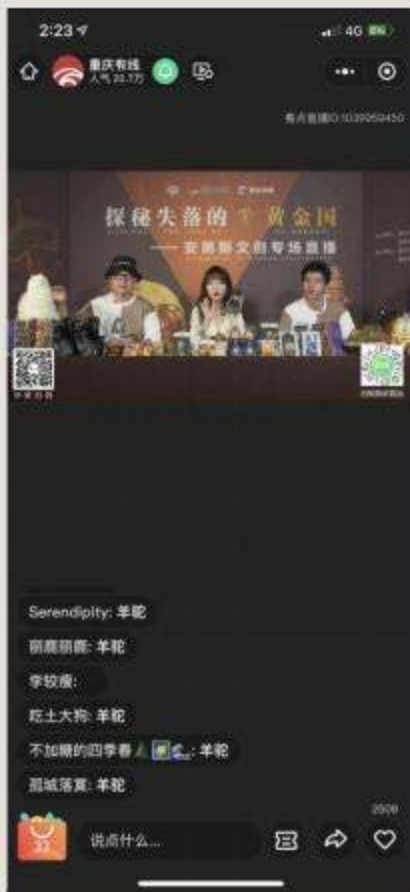 2:23
4G
重庆有线
人气 20.7万
看点直播ID:1039959450
探秘失落的 黄金国
——安第斯文创专场直播
Serendipity: 羊驼
丽鹿丽鹿: 羊驼
李较瘦:
吃土大狗: 羊驼
不加糖的四季春: 羊驼
孤城落寞: 羊驼
33
说点什么...